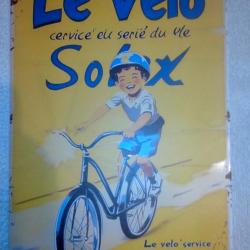 Le Velo
cervice' eu serié du Vle
Solex
Le velo' service